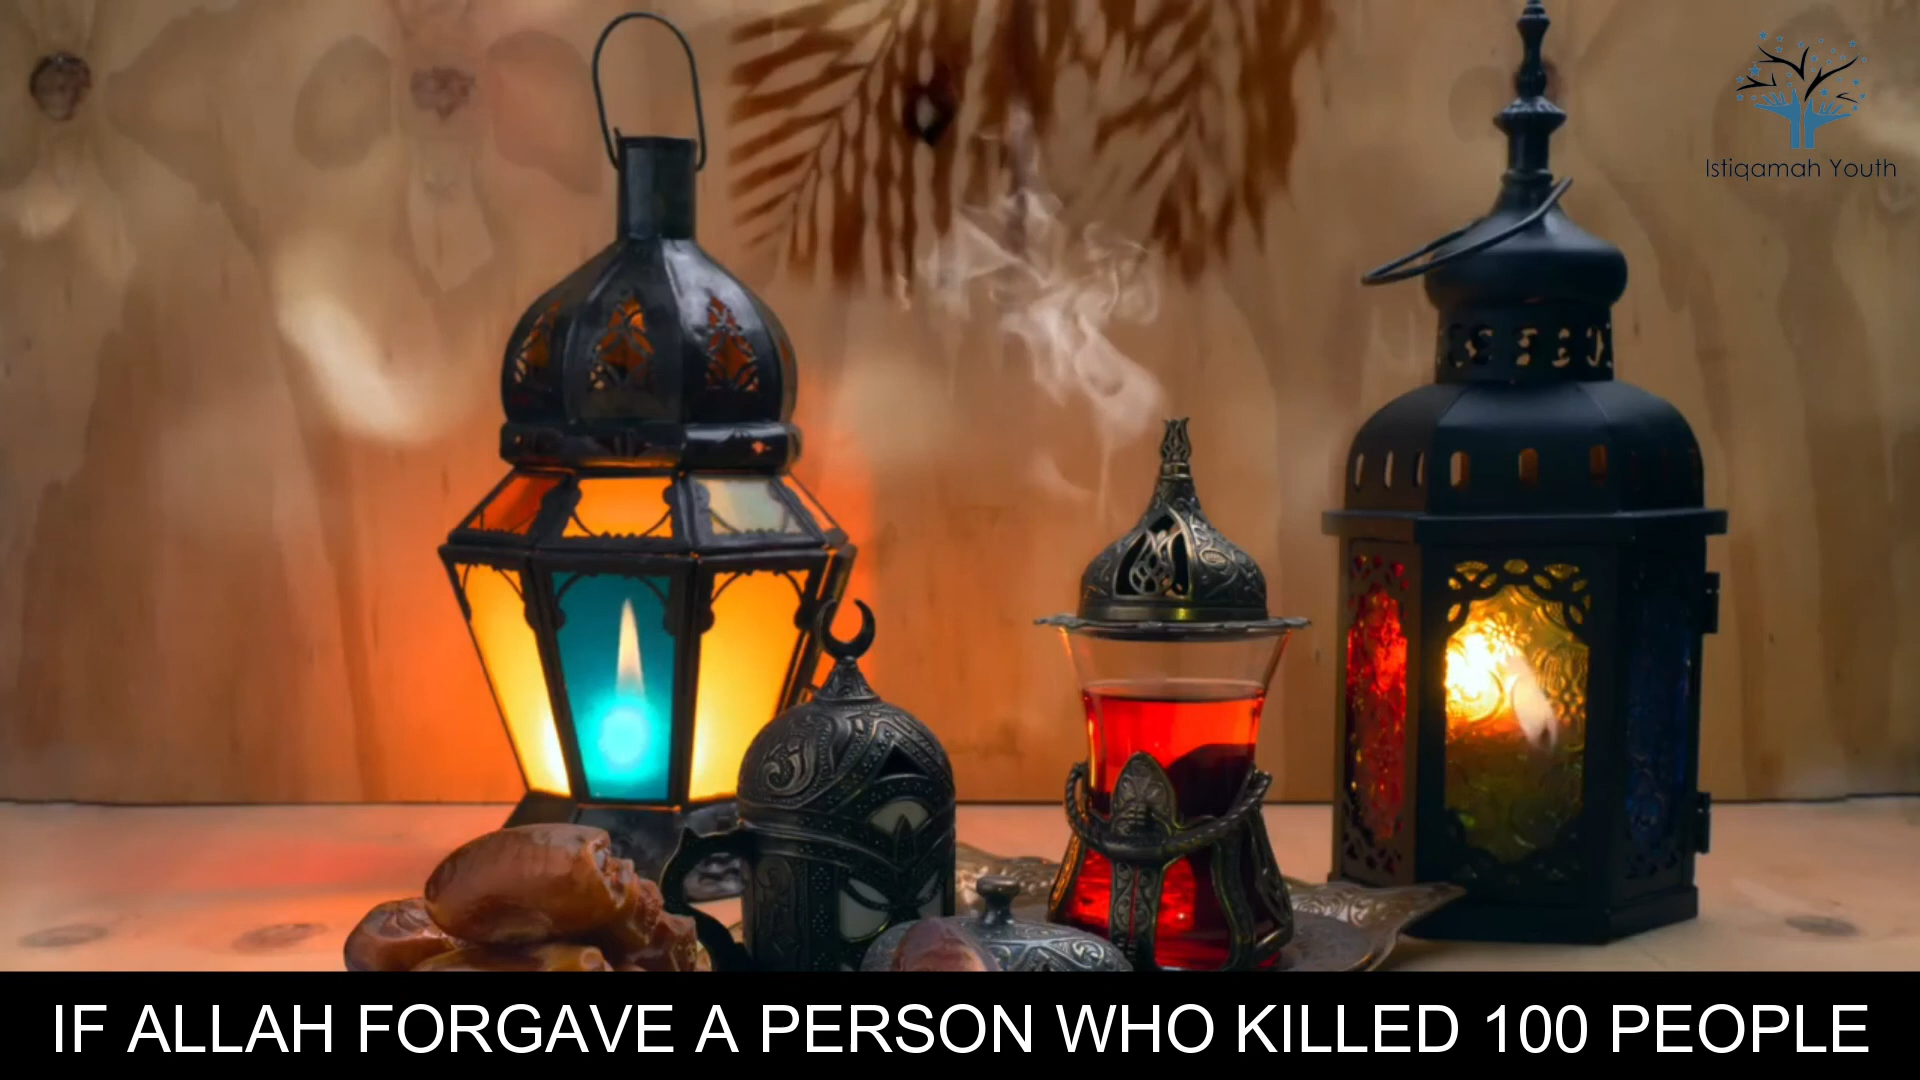 Istiqamah Youth
IF ALLAH FORGAVE A PERSON WHO KILLED 100 PEOPLE